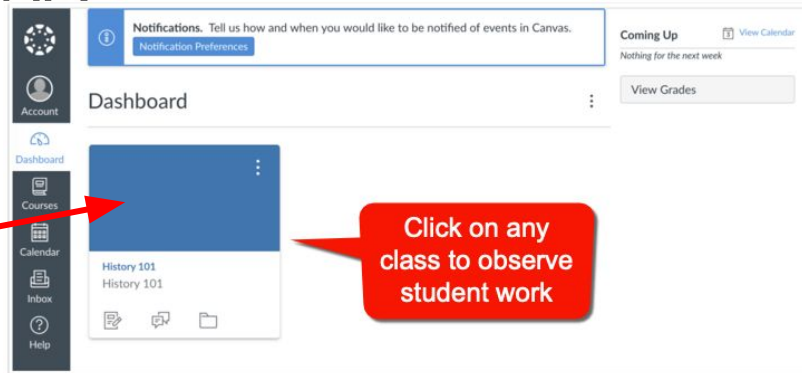 Notifications. Tell us how and when you would like to be notified of events in Canvas.
Notification Preferences
Coming Up
View Calendar
Nothing for the next week
View Grades
Account
Dashboard
Dashboard
Courses
Calendar
Inbox
Help
History 101
History 101
Click on any
class to observe
student work